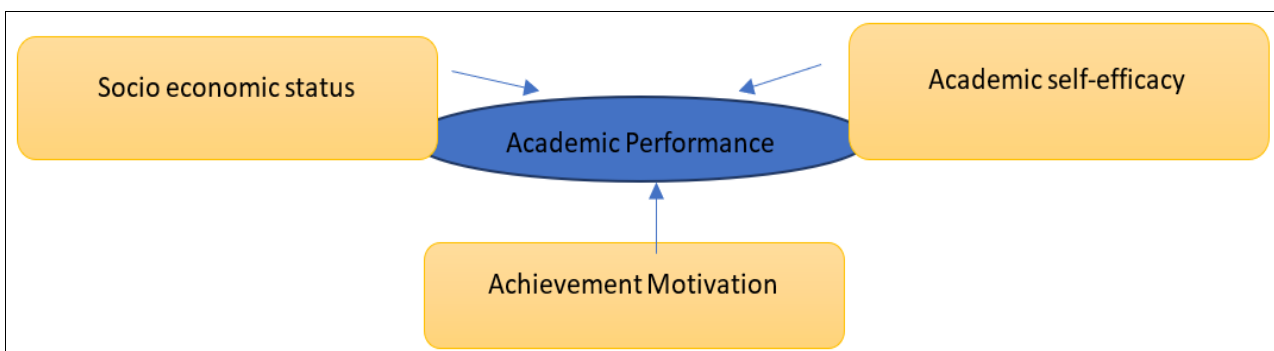 Socio economic status
Academic self-efficacy
Academic Performance
Achievement Motivation